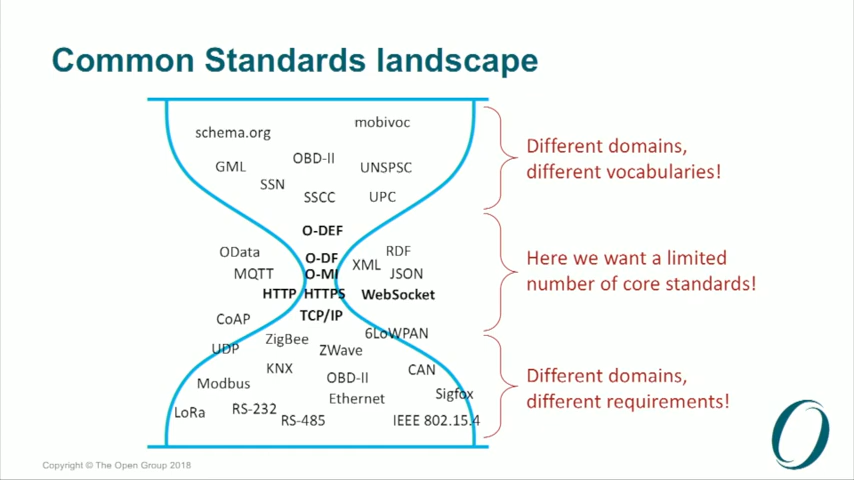 Common Standards landscape
mobivoc
schema.org
OBD-II
GML
UNSPSC
SSN
SSCC
UPC
Different domains,
different vocabularies!
O-DEF
OData
O-DF
XML
RDF
MQTT
O-MI
JSON
HTTP HTTPS
WebSocket
Here we want a limited
number of core standards!
CoAP
TCP/IP
UDP
ZigBee
6LoWPAN
ZWave
KNX
OBD-II
CAN
Modbus
Ethernet
Sigfox
LoRa
RS-232
RS-485
IEEE 802.15.4
Different domains,
different requirements!
Copyright © The Open Group 2018